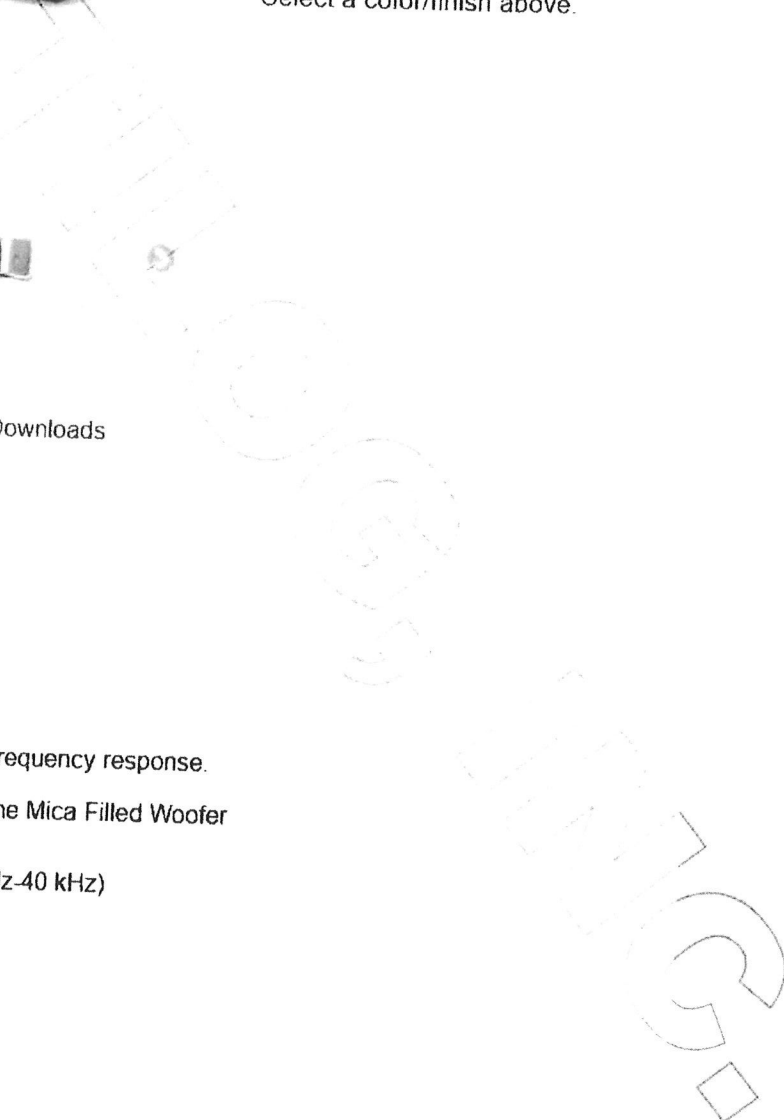 Select a color/finish above.
Downloads
requency response.
ne Mica Filled Woofer
z-40 kHz)